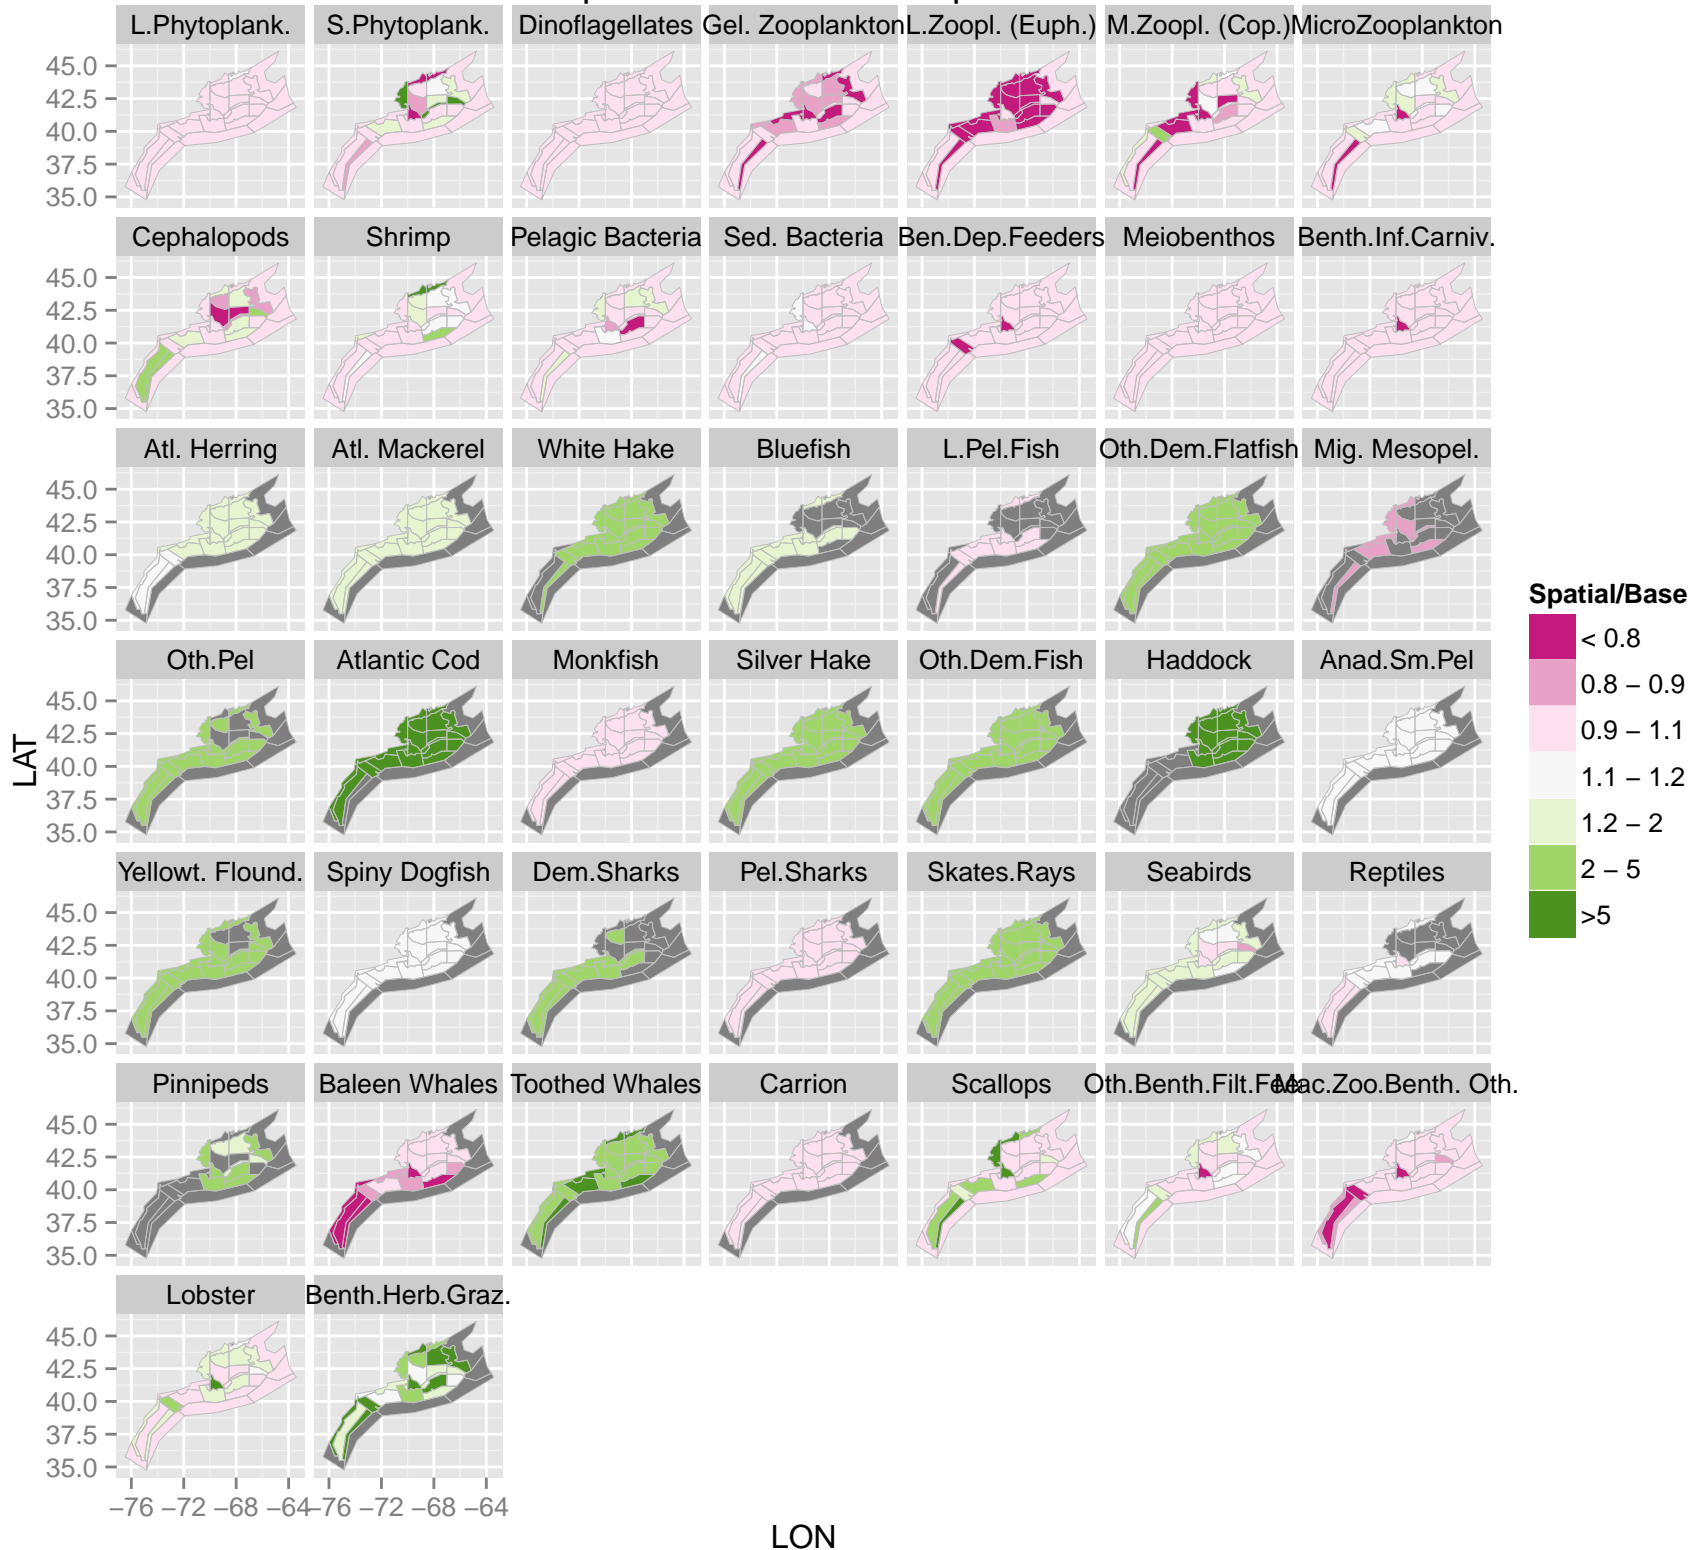 L.Phytoplank. S.Phytoplank. Dinoflagellates Gel. Zooplankton L.Zoopl. (Euph.) M.Zoopl. (Cop.) MicroZooplankton
45.0
42.5
40.0
37.5
35.0
Cephalopods Shrimp Pelagic Bacteria Sed. Bacteria Ben.Dep.Feeders Meiobenthos Benth.Inf.Carniv.
45.0
42.5
40.0
37.5
35.0
Atl. Herring Atl. Mackerel White Hake Bluefish L.Pel.Fish Oth.Dem.Flatfish Mig. Mesopel.
45.0
42.5
40.0
37.5
35.0
Oth.Pel Atlantic Cod Monkfish Silver Hake Oth.Dem.Fish Haddock Anad.Sm.Pel
45.0
42.5
40.0
37.5
35.0
Yellowt. Flound. Spiny Dogfish Dem.Sharks Pel.Sharks Skates.Rays Seabirds Reptiles
45.0
42.5
40.0
37.5
35.0
Pinnipeds Baleen Whales Toothed Whales Carrion Scallops Oth.Benth.Filt. Mac.Zoo.Benth. Oth.
45.0
42.5
40.0
37.5
35.0
Lobster Benth.Herb.Graz.
45.0
42.5
40.0
37.5
35.0
−76 −72 −68 −64 −76 −72 −68 −64
LON
LAT
Spatial/Base
< 0.8
0.8 − 0.9
0.9 − 1.1
1.1 − 1.2
1.2 − 2
2 − 5
>5